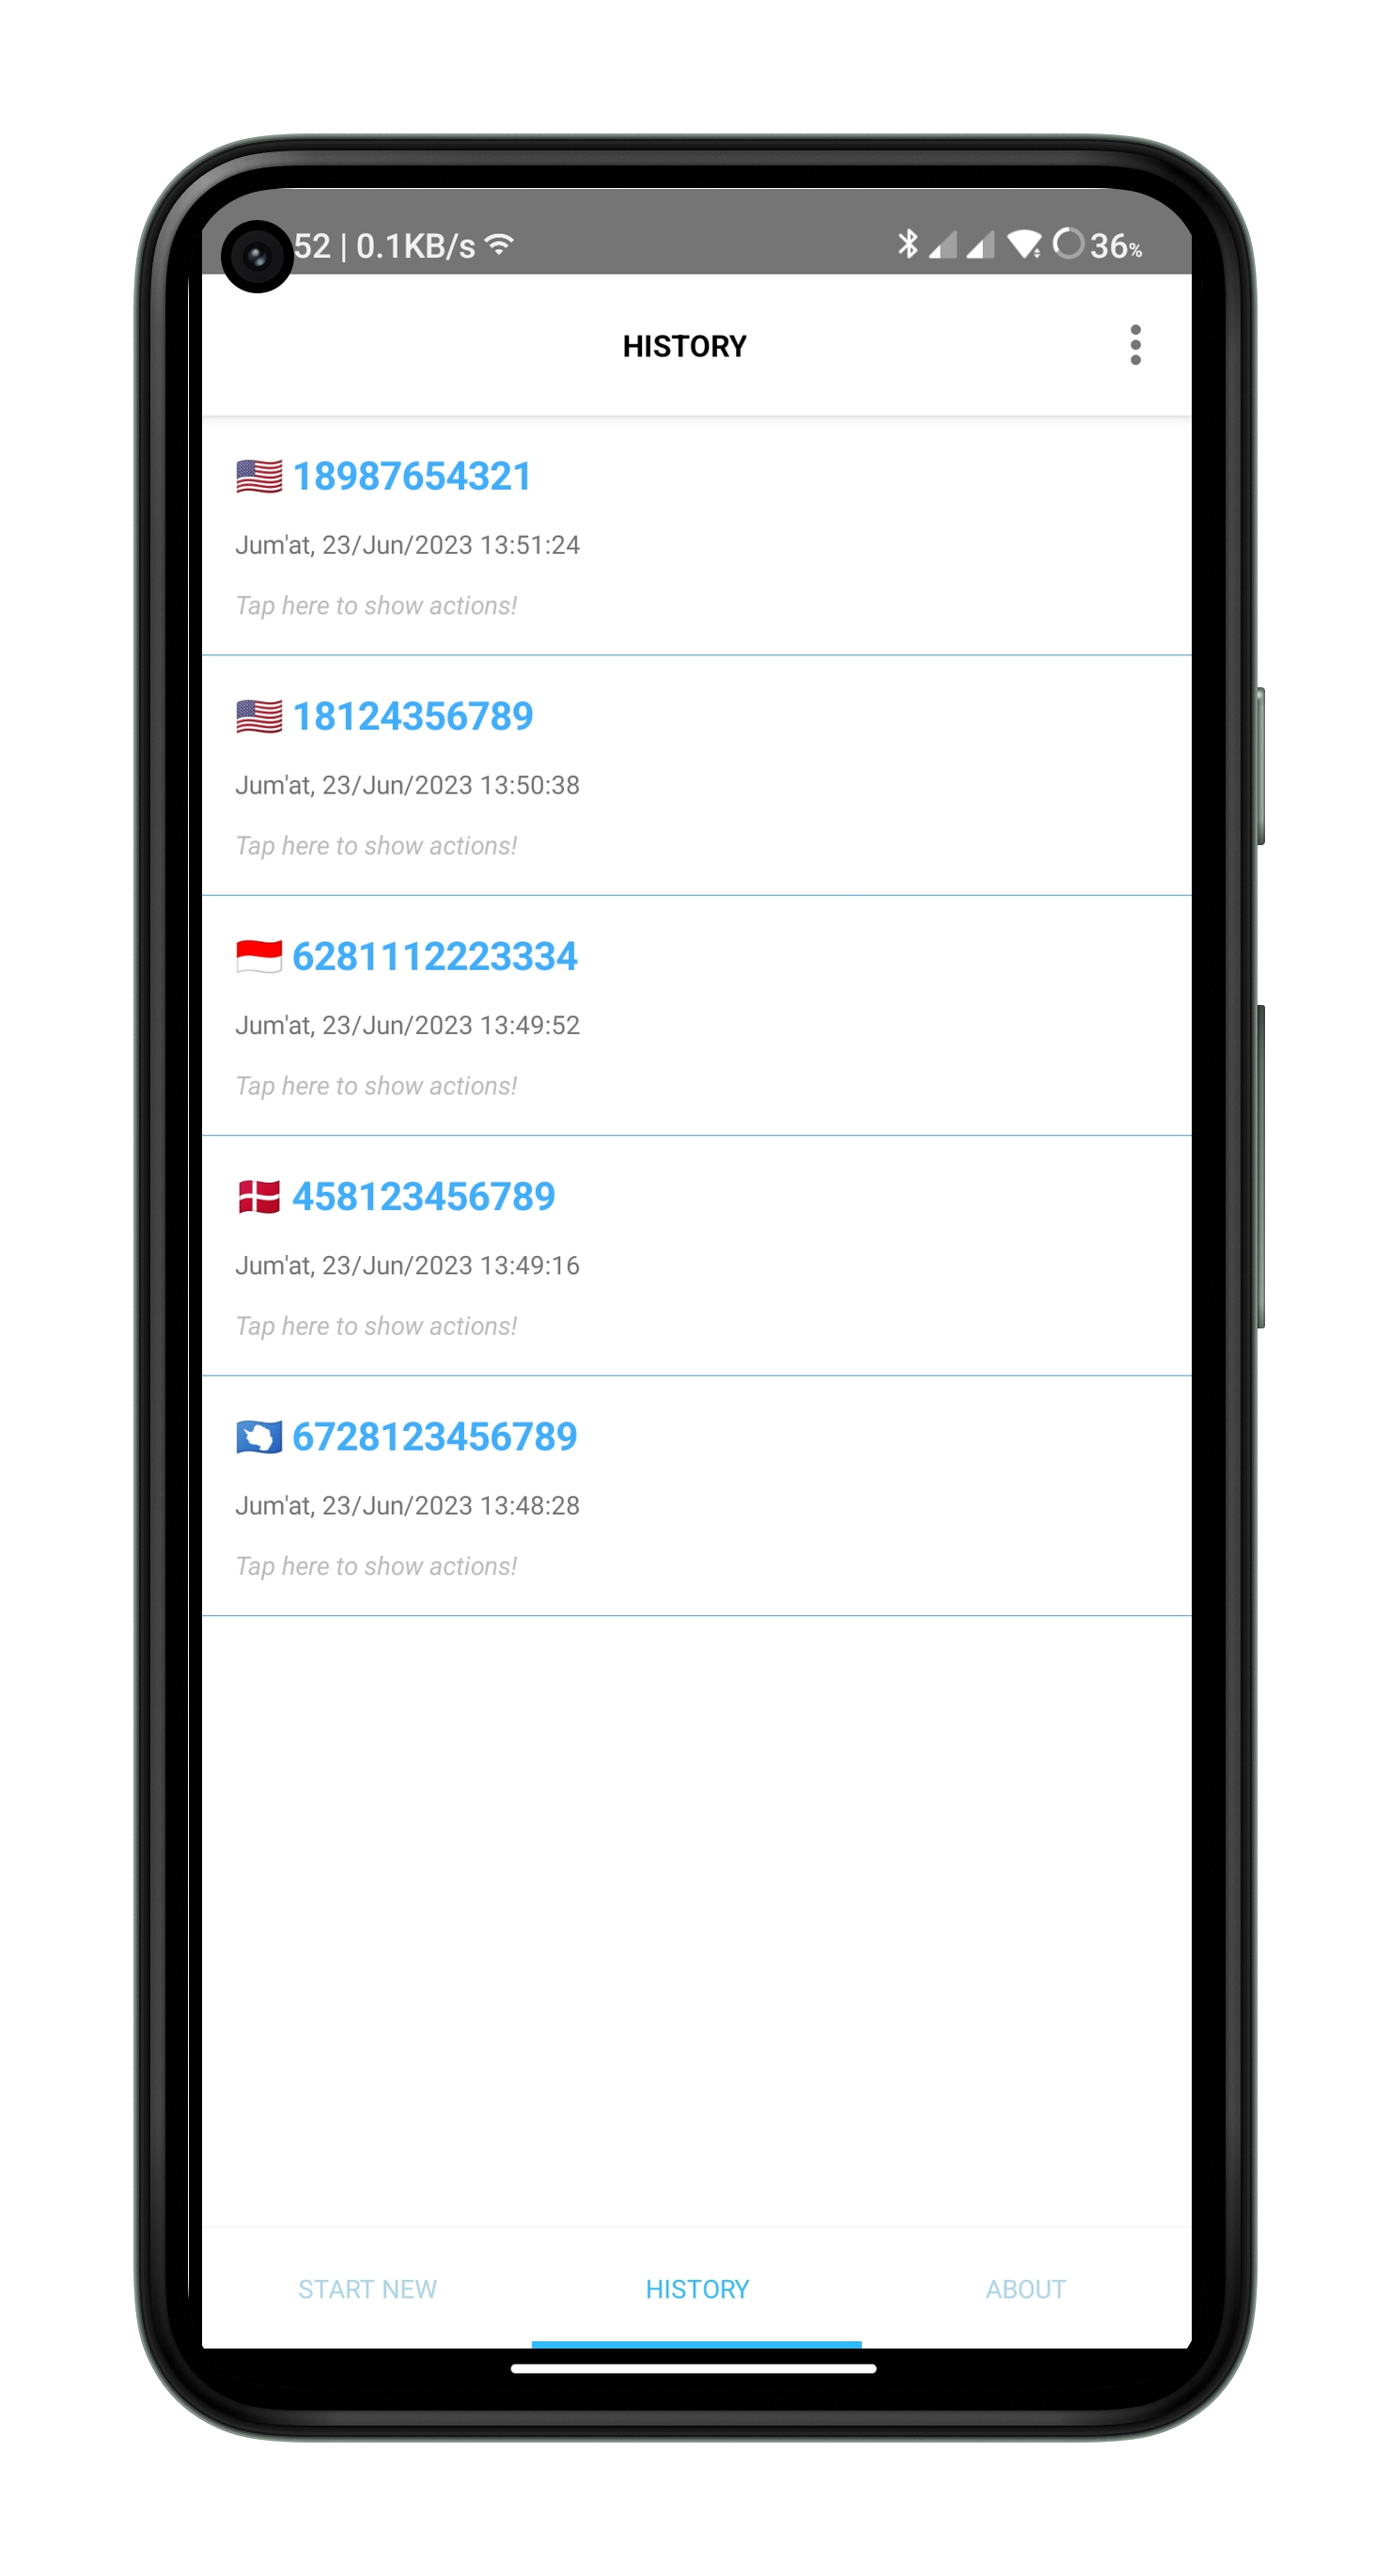 52 | 0.1KB/s 36%
HISTORY
18987654321
Jum'at, 23/Jun/2023 13:51:24
Tap here to show actions!
18124356789
Jum'at, 23/Jun/2023 13:50:38
Tap here to show actions!
6281112223334
Jum'at, 23/Jun/2023 13:49:52
Tap here to show actions!
458123456789
Jum'at, 23/Jun/2023 13:49:16
Tap here to show actions!
6728123456789
Jum'at, 23/Jun/2023 13:48:28
Tap here to show actions!
START NEW HISTORY ABOUT